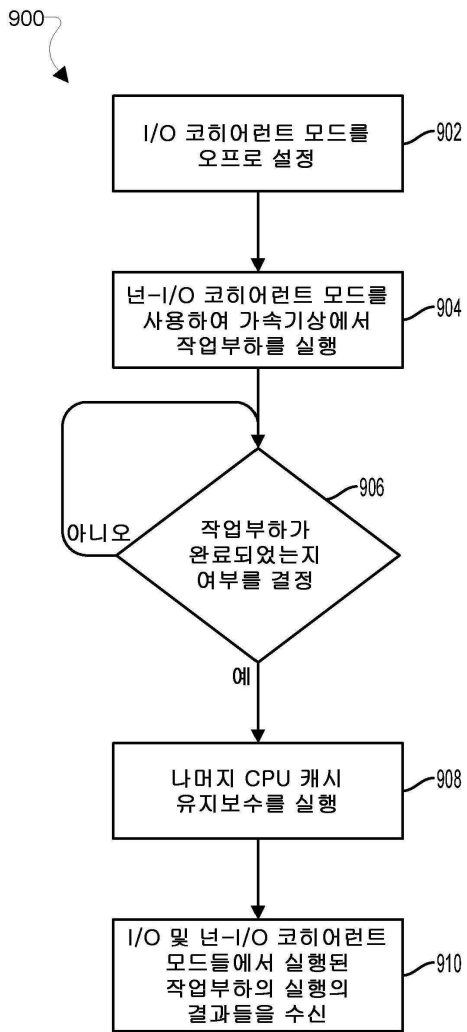 900
I/O 코히어런트 모드를
오프로 설정
902
넌-I/O 코히어런트 모드를
사용하여 가속기상에서
작업부하를 실행
904
906
작업부하가
완료되었는지
여부를 결정
아니오
예
나머지 CPU 캐시
유지보수를 실행
908
I/O 및 넌-I/O 코히어런트
모드들에서 실행된
작업부하의 실행의
결과들을 수신
910